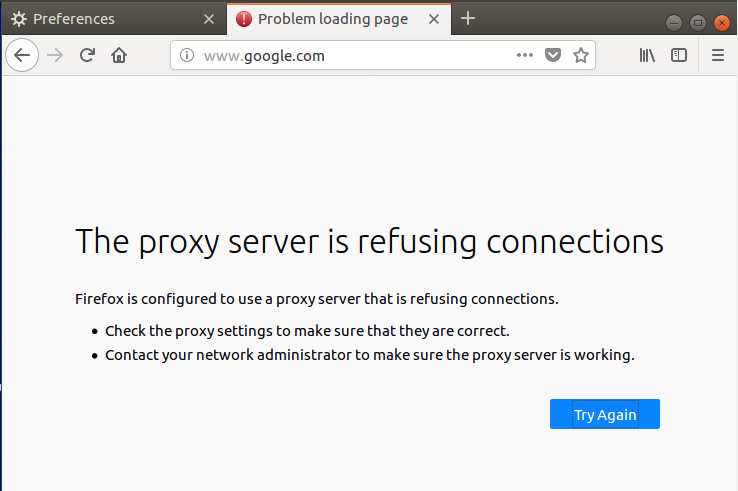 Preferences
Problem loading page
www.google.com
The proxy server is refusing connections
Firefox is configured to use a proxy server that is refusing connections.
Check the proxy settings to make sure that they are correct.
Contact your network administrator to make sure the proxy server is working.
Try Again